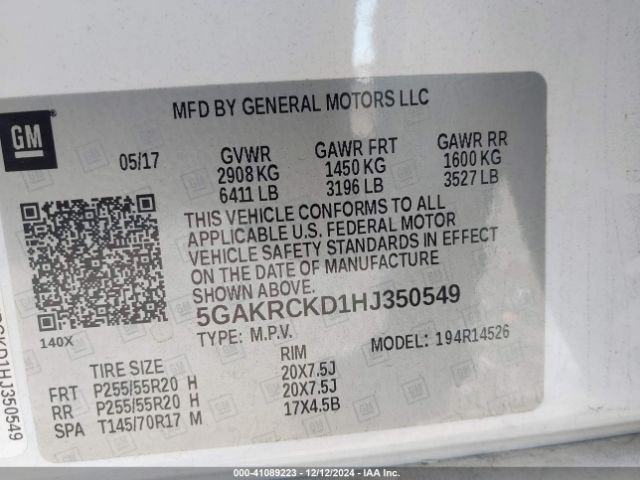 GM
MFD BY GENERAL MOTORS LLC
05/17
GVWR GAWR FRT GAWR RR
2908 KG 1450 KG 1600 KG
6411 LB 3196 LB 3527 LB
THIS VEHICLE CONFORMS TO ALL
APPLICABLE U.S. FEDERAL MOTOR
VEHICLE SAFETY STANDARDS IN EFFECT
ON THE DATE OF MANUFACTURE
SHOWN ABOVE.
5GAKRCKD1HJ350549
140X
TYPE: M.P.V. MODEL: 194R14526
TIRE SIZE RIM
FRT P255/55R20 H 20X7.5J
RR P255/55R20 H 20X7.5J
SPA T145/70R17 M 17X4.5B
KD1HJ350549
000-41089223 - 12/12/2024 - IAA Inc.